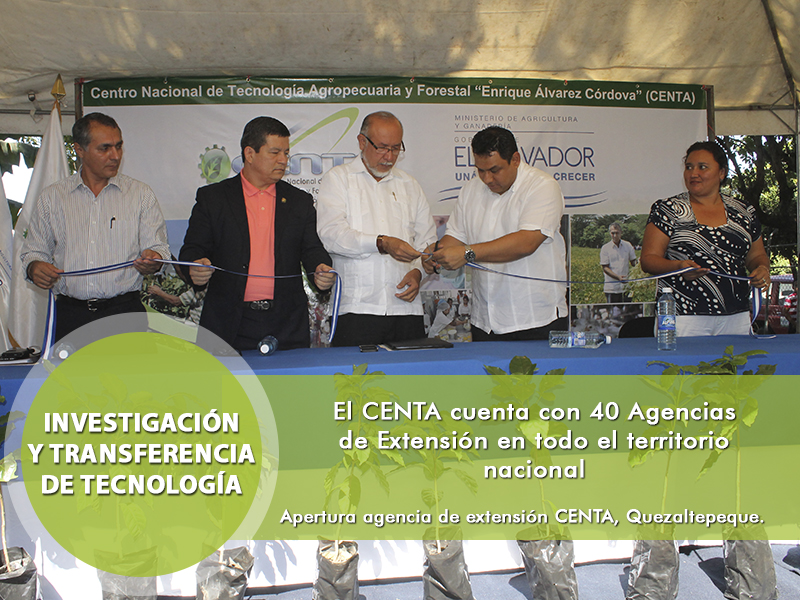 Centro Nacional de Tecnología Agropecuaria y Forestal "Enrique Álvarez Córdova" (CENTA)
MINISTERIO DE AGRICULTURA
Y GANADERÍA
CRECER
INVESTIGACIÓN
Y TRANSFERENCIA
DE TECNOLOGÍA
El CENTA cuenta con 40 Agencias
de Extensión en todo el territorio
nacional
Apertura agencia de extensión CENTA, Quezaltepeque.